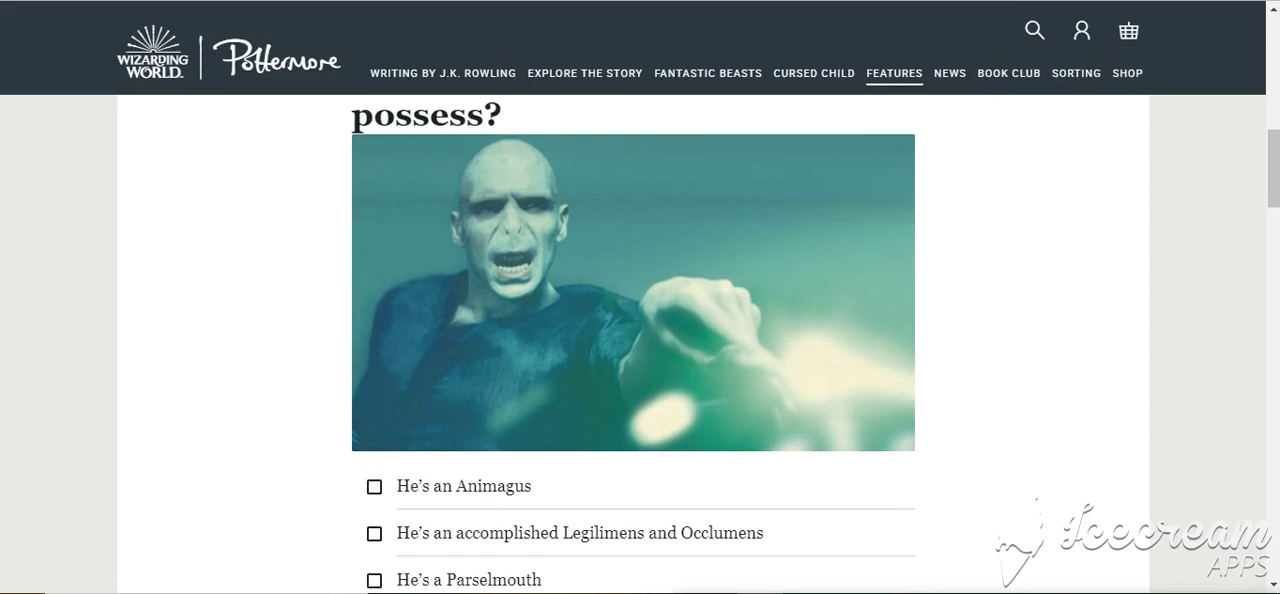 WIZARDING
WORLD.
Pottermore
WRITING BY J.K. ROWLING EXPLORE THE STORY FANTASTIC BEASTS CURSED CHILD FEATURES NEWS BOOK CLUB SORTING SHOP
possess?
He's an Animagus
He's an accomplished Legilimens and Occlumens
He's a Parselmouth
Icecream
APPS